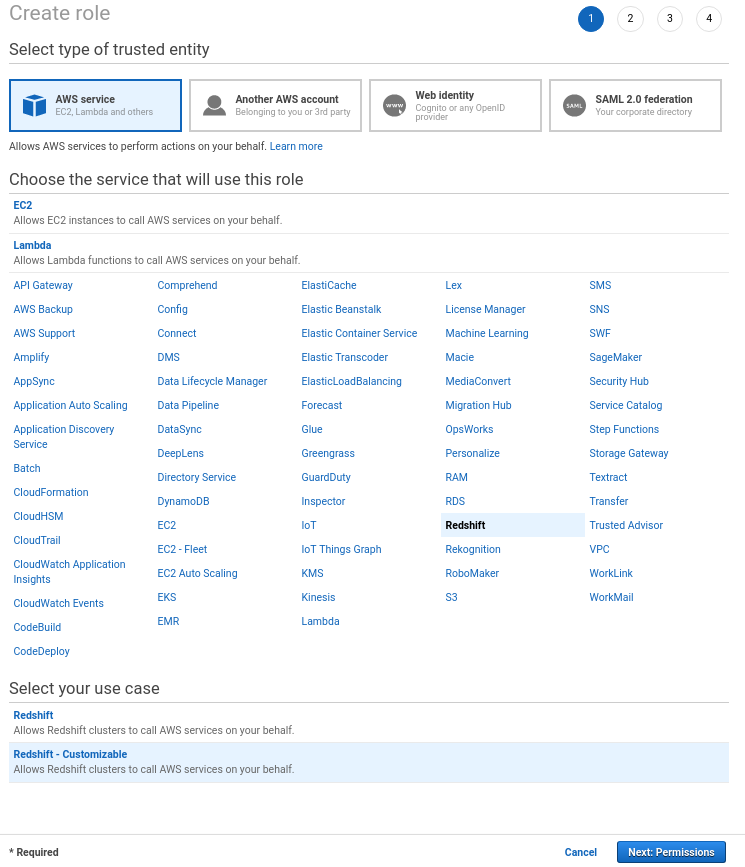 Create role
1
2
3
4
Select type of trusted entity
AWS service
EC2, Lambda and others
Another AWS account
Belonging to you or 3rd party
WWW
Web identity
Cognito or any OpenID
provider
SAML
SAML 2.0 federation
Your corporate directory
Allows AWS services to perform actions on your behalf. Learn more
Choose the service that will use this role
EC2
Allows EC2 instances to call AWS services on your behalf.
Lambda
Allows Lambda functions to call AWS services on your behalf.
API Gateway
AWS Backup
AWS Support
Amplify
AppSync
Application Auto Scaling
Application Discovery
Service
Batch
CloudFormation
CloudHSM
CloudTrail
CloudWatch Application
Insights
CloudWatch Events
CodeBuild
CodeDeploy
Comprehend
Config
Connect
DMS
Data Lifecycle Manager
Data Pipeline
DataSync
DeepLens
Directory Service
DynamoDB
EC2
EC2 - Fleet
EC2 Auto Scaling
EKS
EMR
ElastiCache
Elastic Beanstalk
Elastic Container Service
Elastic Transcoder
ElasticLoadBalancing
Forecast
Glue
Greengrass
GuardDuty
Inspector
IoT
IoT Things Graph
KMS
Kinesis
Lambda
Lex
License Manager
Machine Learning
Macie
MediaConvert
Migration Hub
OpsWorks
Personalize
RAM
RDS
Redshift
Rekognition
RoboMaker
S3
SMS
SNS
SWF
SageMaker
Security Hub
Service Catalog
Step Functions
Storage Gateway
Textract
Transfer
Trusted Advisor
VPC
WorkLink
WorkMail
Select your use case
Redshift
Allows Redshift clusters to call AWS services on your behalf.
Redshift - Customizable
Allows Redshift clusters to call AWS services on your behalf.
* Required
Cancel
Next: Permissions